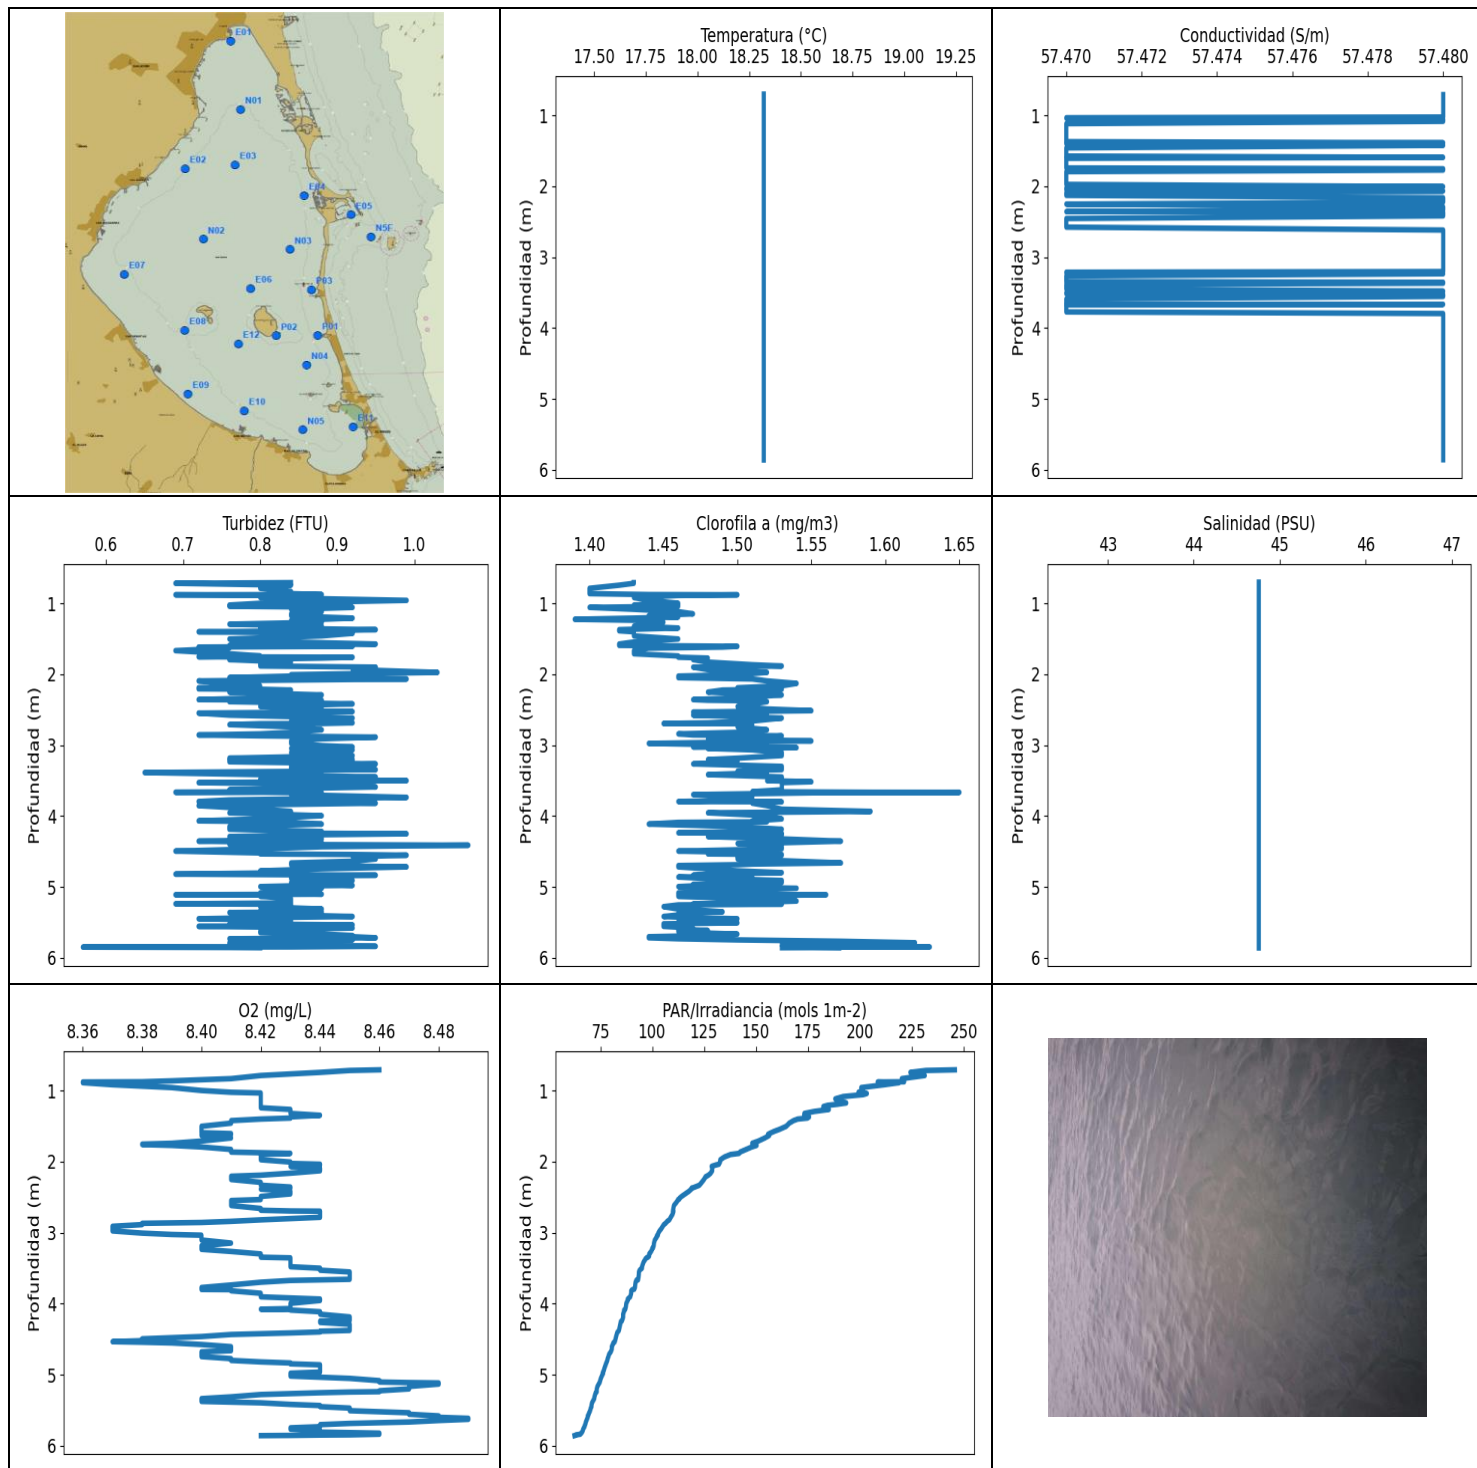 E01
N01
E02
E03
E04
E05
N5F
N02
N03
E07
E06
P03
E08
E12
P02
P01
N04
E09
E10
N05
E11
Temperatura (°C)
17.50 17.75 18.00 18.25 18.50 18.75 19.00 19.25
Profundidad (m)
1
2
3
4
5
6
Conductividad (S/m)
57.470 57.472 57.474 57.476 57.478 57.480
Profundidad (m)
1
2
3
4
5
6
Turbidez (FTU)
0.6 0.7 0.8 0.9 1.0
Profundidad (m)
1
2
3
4
5
6
Clorofila a (mg/m3)
1.40 1.45 1.50 1.55 1.60 1.65
Profundidad (m)
1
2
3
4
5
6
Salinidad (PSU)
43 44 45 46 47
Profundidad (m)
1
2
3
4
5
6
O2 (mg/L)
8.36 8.38 8.40 8.42 8.44 8.46 8.48
Profundidad (m)
1
2
3
4
5
6
PAR/Irradiancia (mols 1m-2)
75 100 125 150 175 200 225 250
Profundidad (m)
1
2
3
4
5
6